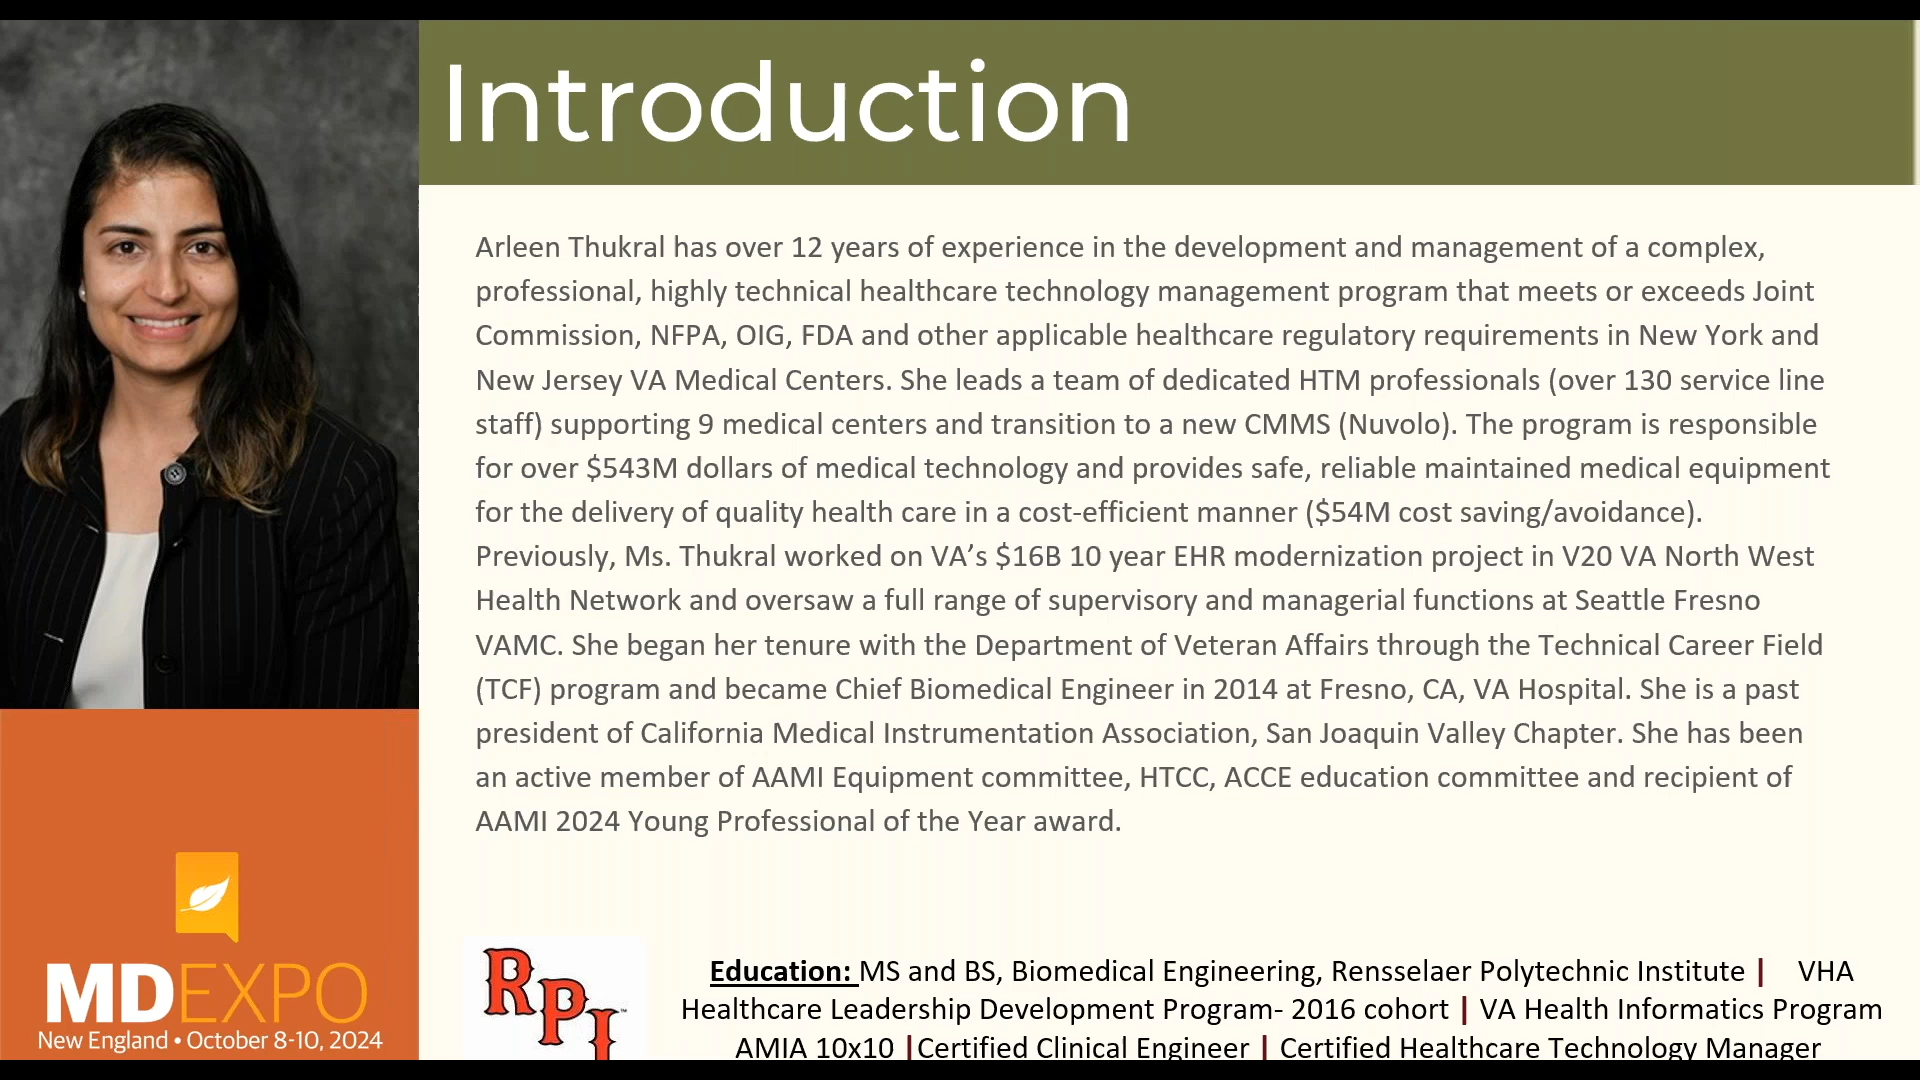 Introduction
Arleen Thukral has over 12 years of experience in the development and management of a complex,
professional, highly technical healthcare technology management program that meets or exceeds Joint
Commission, NFPA, OIG, FDA and other applicable healthcare regulatory requirements in New York and
New Jersey VA Medical Centers. She leads a team of dedicated HTM professionals (over 130 service line
staff) supporting 9 medical centers and transition to a new CMMS (Nuvolo). The program is responsible
for over $543M dollars of medical technology and provides safe, reliable maintained medical equipment
for the delivery of quality health care in a cost-efficient manner ($54M cost saving/avoidance).
Previously, Ms. Thukral worked on VA’s $16B 10 year EHR modernization project in V20 VA North West
Health Network and oversaw a full range of supervisory and managerial functions at Seattle Fresno
VAMC. She began her tenure with the Department of Veteran Affairs through the Technical Career Field
(TCF) program and became Chief Biomedical Engineer in 2014 at Fresno, CA, VA Hospital. She is a past
president of California Medical Instrumentation Association, San Joaquin Valley Chapter. She has been
an active member of AAMI Equipment committee, HTCC, ACCE education committee and recipient of
AAMI 2024 Young Professional of the Year award.
MDEXPO
New England • October 8-10, 2024
RPI™
Education: MS and BS, Biomedical Engineering, Rensselaer Polytechnic Institute | VHA
Healthcare Leadership Development Program- 2016 cohort | VA Health Informatics Program
AMIA 10x10 |Certified Clinical Engineer | Certified Healthcare Technology Manager